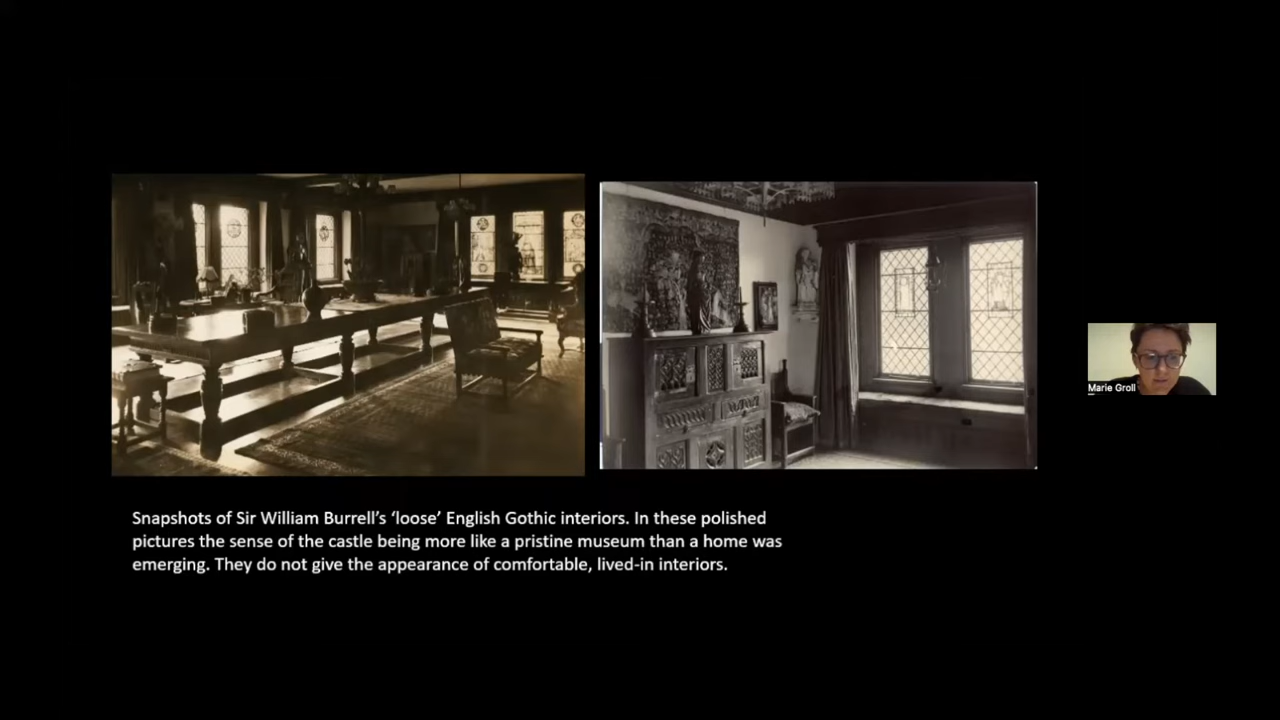 Marie Groll
Snapshots of Sir William Burrell’s ‘loose’ English Gothic interiors. In these polished
pictures the sense of the castle being more like a pristine museum than a home was
emerging. They do not give the appearance of comfortable, lived-in interiors.